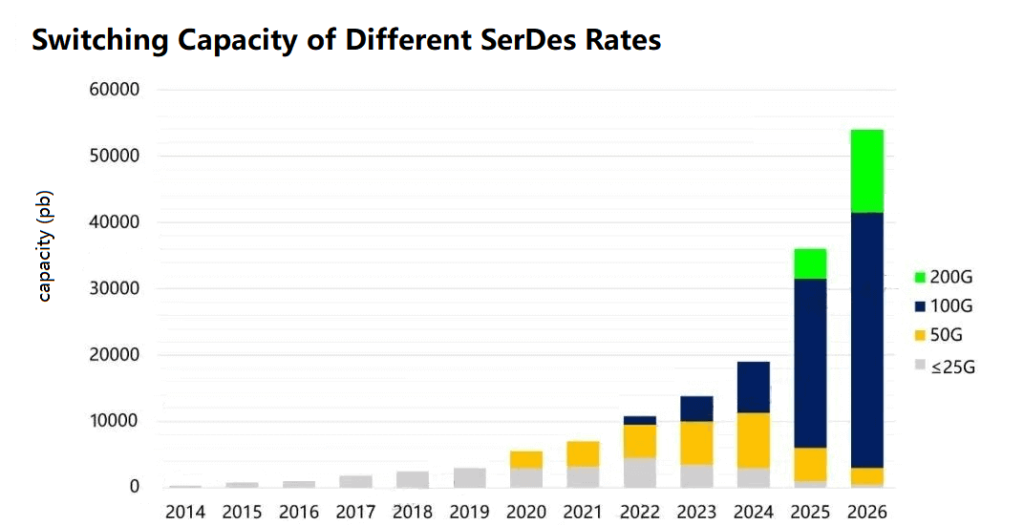 Switching Capacity of Different SerDes Rates
60000
50000
40000
30000
20000
10000
0
capacity (pb)
2014 2015 2016 2017 2018 2019 2020 2021 2022 2023 2024 2025 2026
200G
100G
50G
≤25G